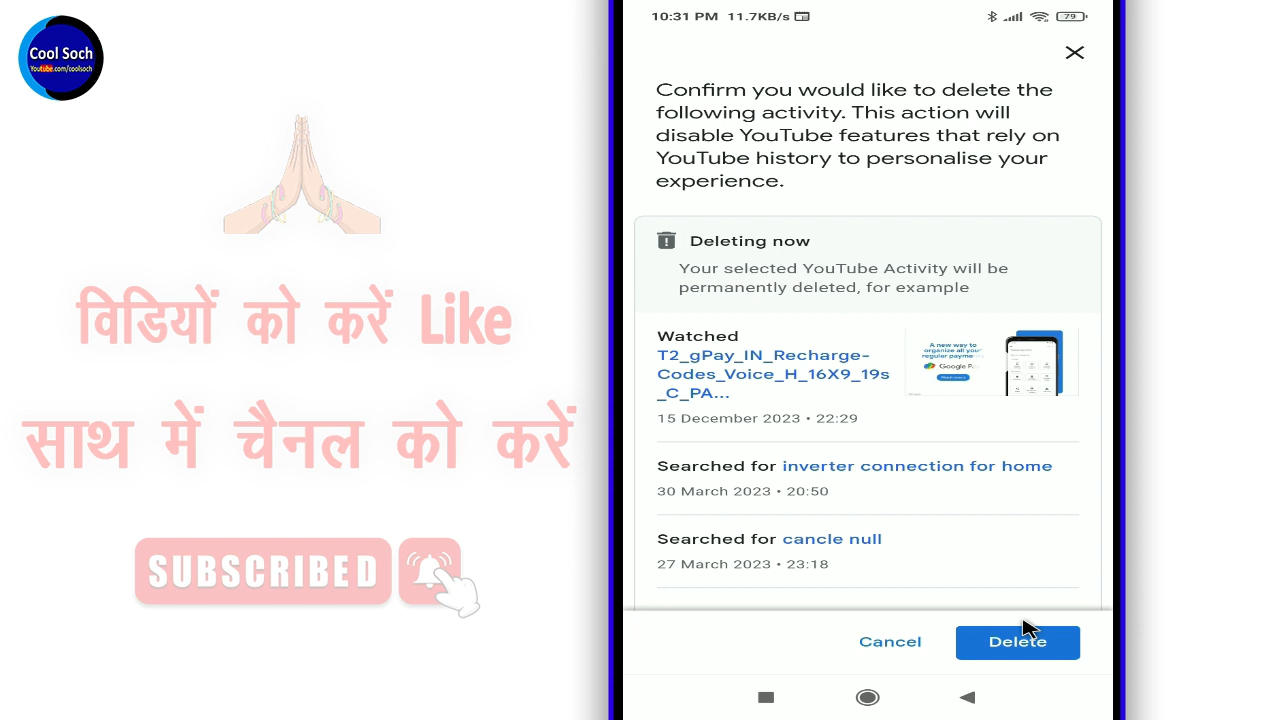 Cool Soch
Youtube.com/coolsoch
विडियों को करें Like
साथ में चैनल को करें
SUBSCRIBED
10:31 PM 11.7KB/s
79
Confirm you would like to delete the
following activity. This action will
disable YouTube features that rely on
YouTube history to personalise your
experience.
Deleting now
Your selected YouTube Activity will be
permanently deleted, for example
Watched
T2_gPay_IN_Recharge-
Codes_Voice_H_16X9_19s
_C_PA...
15 December 2023 • 22:29
A new way to
organize all your
regular payme
Google P
Searched for inverter connection for home
30 March 2023 • 20:50
Searched for cancle null
27 March 2023 • 23:18
Cancel
Delete